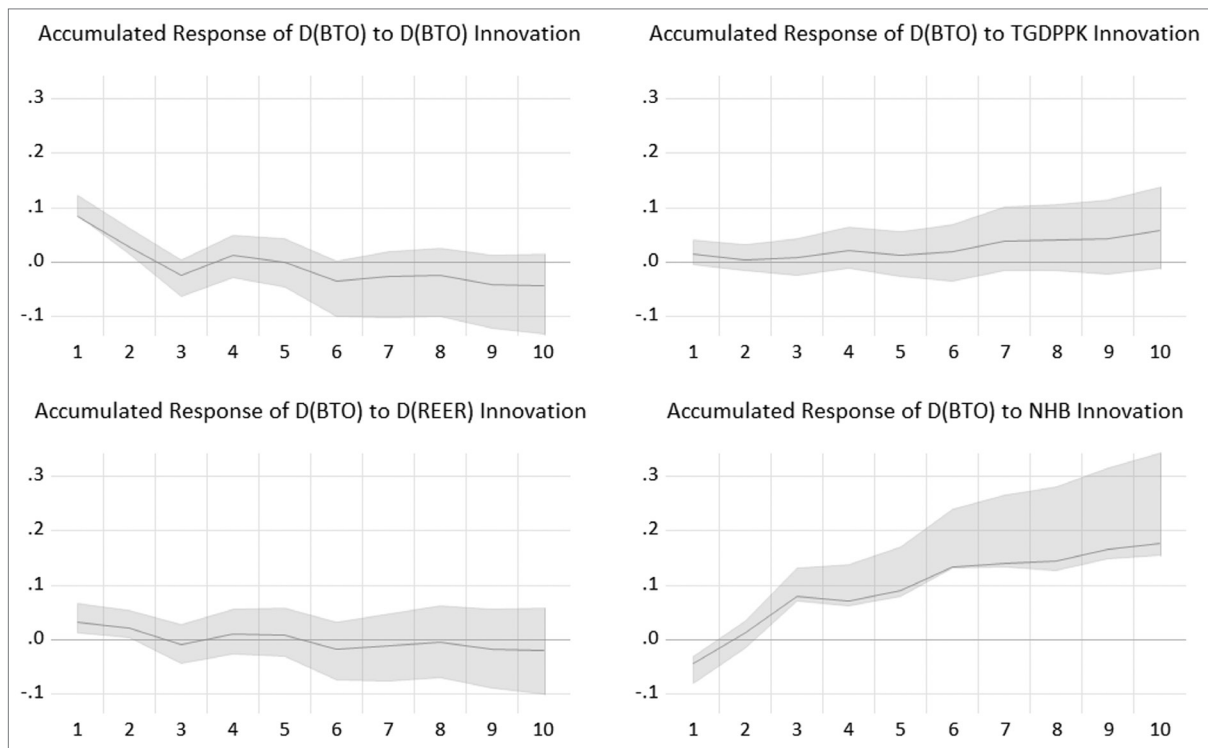 Accumulated Response of D(BTO) to D(BTO) Innovation
.3
.2
.1
.0
-.1
1 2 3 4 5 6 7 8 9 10
Accumulated Response of D(BTO) to TGDPPK Innovation
.3
.2
.1
.0
-.1
1 2 3 4 5 6 7 8 9 10
Accumulated Response of D(BTO) to D(REER) Innovation
.3
.2
.1
.0
-.1
1 2 3 4 5 6 7 8 9 10
Accumulated Response of D(BTO) to NHB Innovation
.3
.2
.1
.0
-.1
1 2 3 4 5 6 7 8 9 10